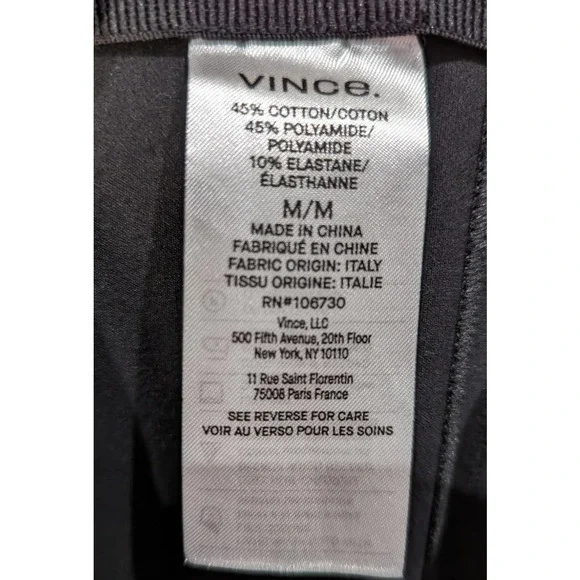 VINCe.
45% COTTON/COTON
45% POLYAMIDE/
POLYAMIDE
10% ELASTANE/
ÉLASTHANNE
M/M
MADE IN CHINA
FABRIQUÉ EN CHINE
FABRIC ORIGIN: ITALY
TISSU ORIGINE: ITALIE
RN#106730
Vince, LLC
500 Fifth Avenue, 20th Floor
New York, NY 10110
11 Rue Saint Florentin
75008 Paris France
SEE REVERSE FOR CARE
VOIR AU VERSO POUR LES SOINS